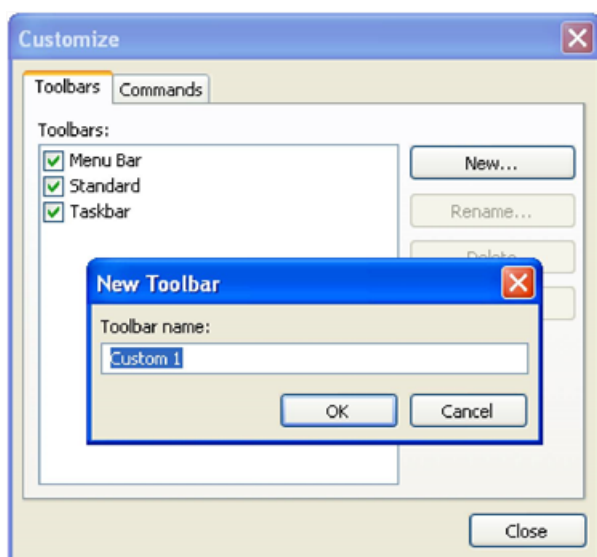 Customize
Toolbars Commands
Toolbars:
Menu Bar
Standard
Taskbar
New...
Rename...
New Toolbar
Toolbar name:
Custom 1
OK Cancel
Close